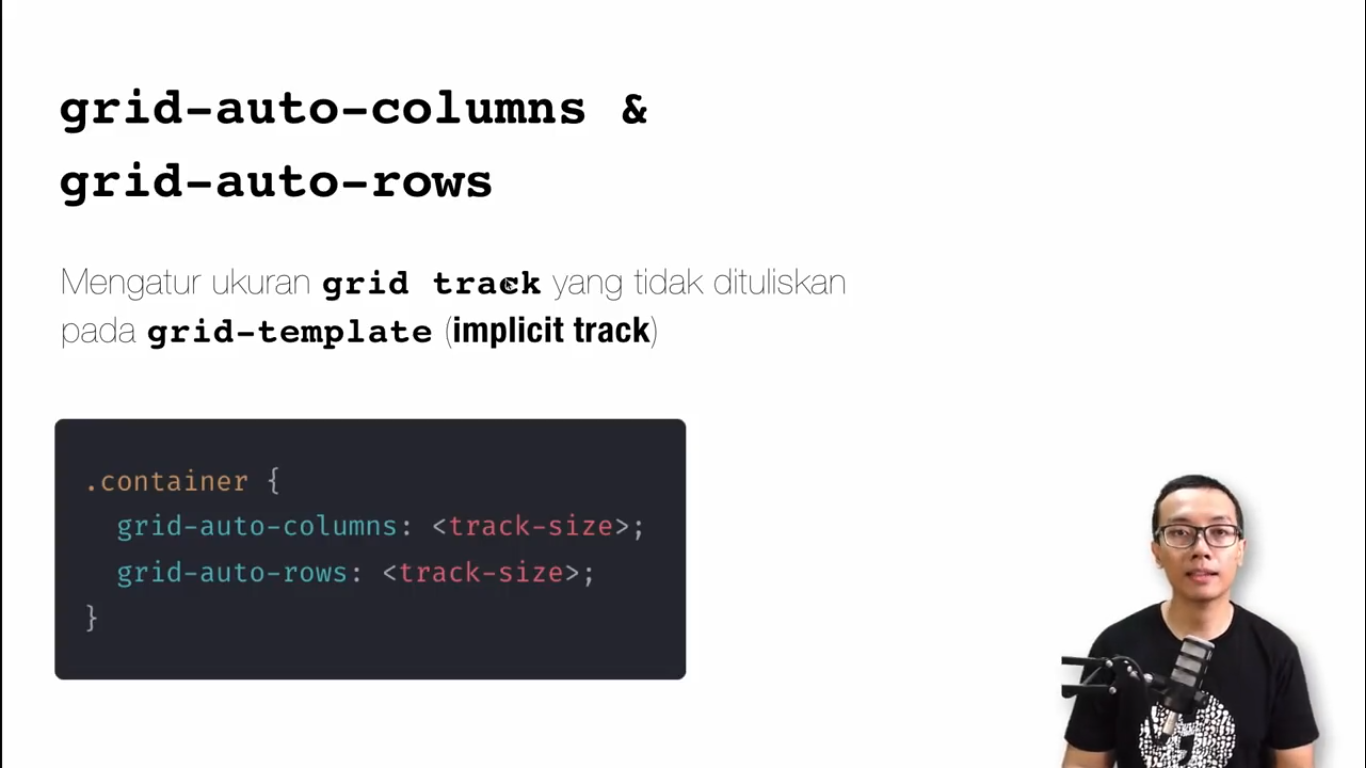 grid-auto-columns &
grid-auto-rows
Mengatur ukuran grid track yang tidak dituliskan
pada grid-template (implicit track)
.container {
grid-auto-columns: <track-size>;
grid-auto-rows: <track-size>;
}